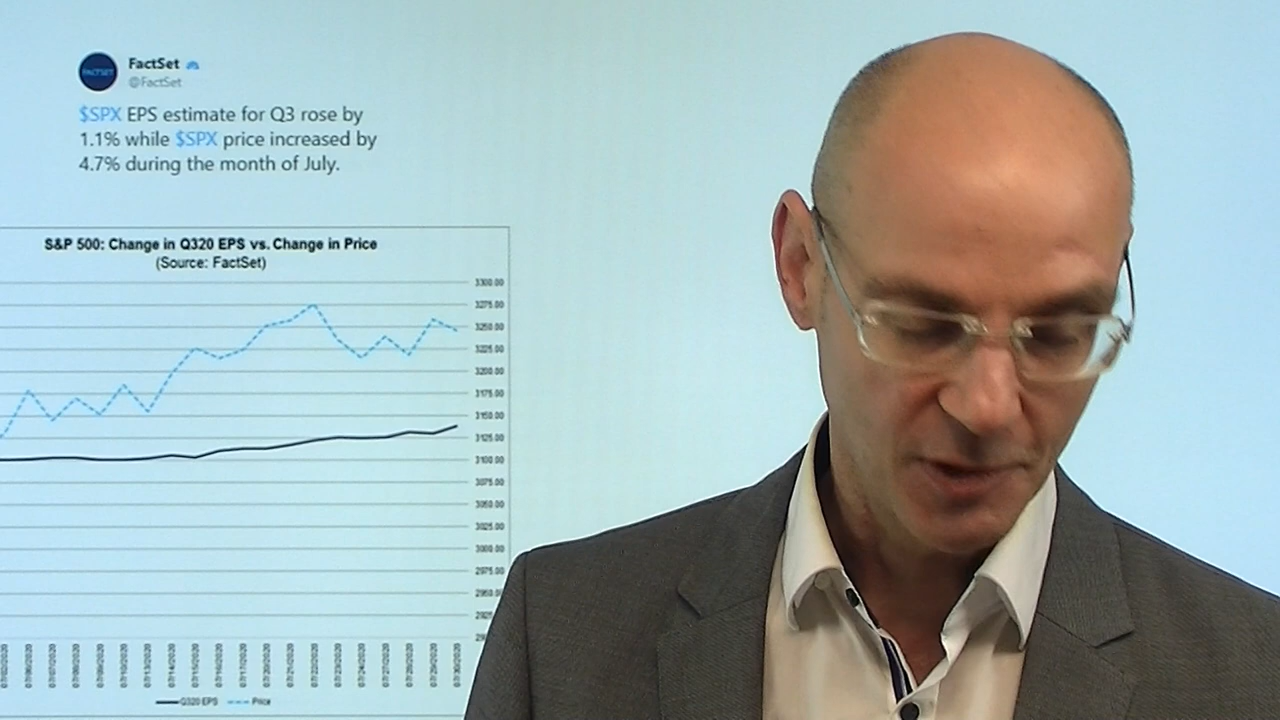 FACTSET
FactSet
@FactSet
$SPX EPS estimate for Q3 rose by
1.1% while $SPX price increased by
4.7% during the month of July.
S&P 500: Change in Q320 EPS vs. Change in Price
(Source: FactSet)
3300.00
3275.00
3250.00
3225.00
3200.00
3175.00
3150.00
3125.00
3100.00
3075.00
3050.00
3025.00
3000.00
2975.00
Q320 EPS
Price